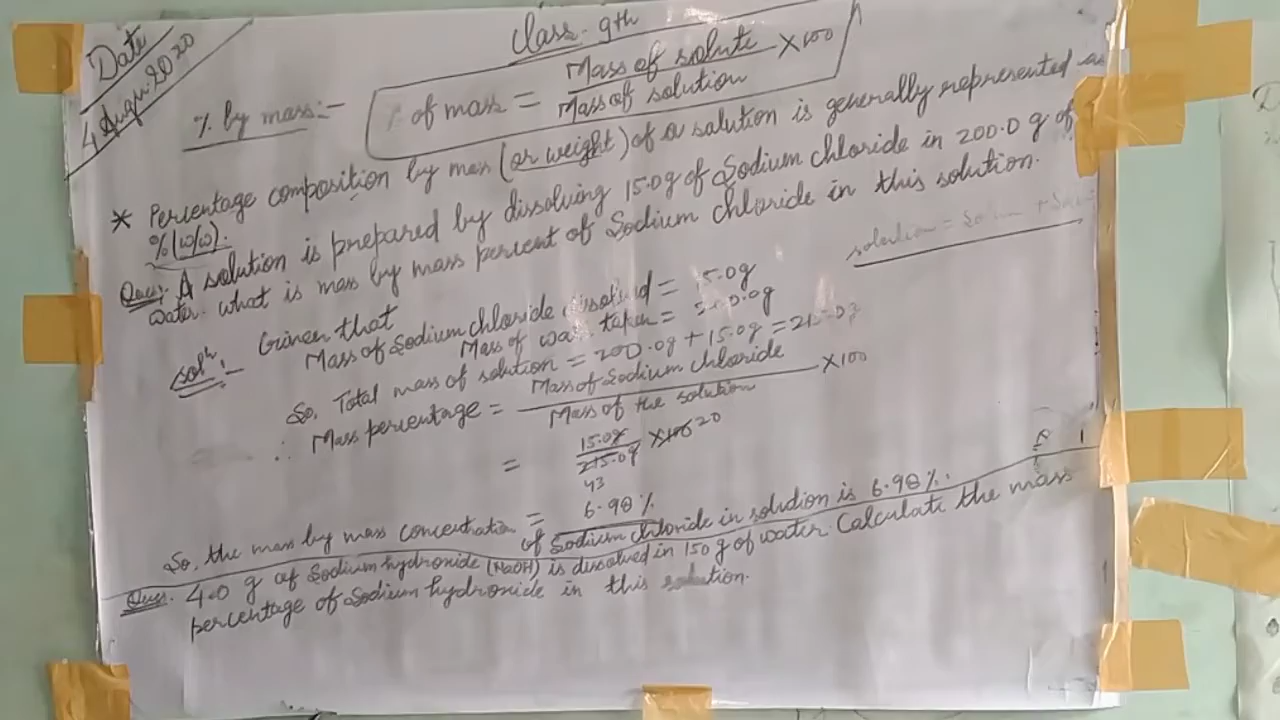 Date
4 Augu. 2020
Class - 9th
% by mass :- % of mass = Mass of solute / Mass of solution × 100
* Percentage composition by mass (or weight) of a solution is generally represented as
% (w/w).
Ques: A solution is prepared by dissolving 15.0g of Sodium chloride in 200.0 g of
water. what is mass by mass percent of Sodium chloride in this solution.
solution = Solu + Solv
Solⁿ :- Given that
Mass of Sodium chloride dissolved = 15.0g
Mass of water taken = 200.0g
So, Total mass of solution = 200.0g + 15.0g = 215.0g
∴ Mass percentage = Mass of Sodium chloride / Mass of the solution × 100
= 15.0g / 215.0g × 100 20
43
= 6.98 %
So, the mass by mass concentration of Sodium chloride in solution is 6.98 %.
Ques. 4.0 g of Sodium hydroxide (NaOH) is dissolved in 150 g of water. Calculate the mass
percentage of Sodium hydroxide in this solution.